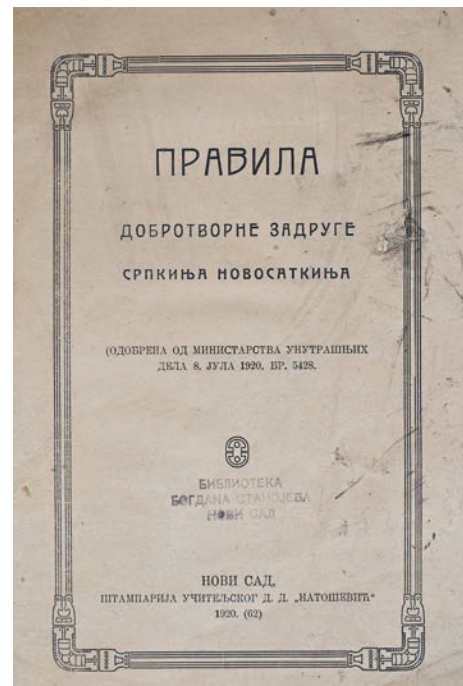 ПРАВИЛА
ДОБРОТВОРНЕ ЗАДРУГЕ
СРПКИЊА НОВОСАТКИЊА
(ОДОБРЕНА ОД МИНИСТАРСТВА УНУТРАШЊИХ
ДЕЛА 8. ЈУЛА 1920. БР. 5428.
БИБЛИОТЕКА
БОГДАНА СТАНОЈЕВА
НОВИ САД
НОВИ САД,
ШТАМПАРИЈА УЧИТЕЉСКОГ Д. Д. „НАТОШЕВИЋ“
1920. (62)